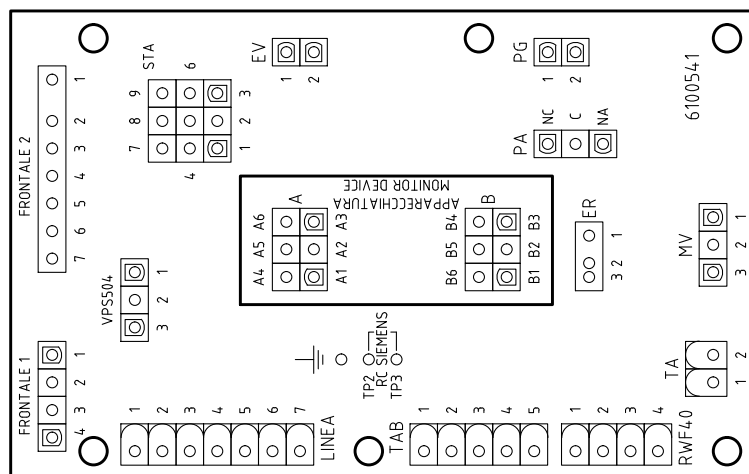 STA
6
9
8
7
3
2
1
4
EV
1
2
PG
1
2
6100541
PA
NC
C
NA
FRONTALE 2
1
2
3
4
5
6
7
APPARECCHIATURA
MONITOR DEVICE
A
A6
A5
A4
A3
A2
A1
B
B4
B5
B6
B3
B2
B1
ER
1
2
3
MV
1
2
3
VPS504
1
2
3
FRONTALE 1
1
2
3
4
TP2
RC SIEMENS
TP3
TA
1
2
LINEA
1
2
3
4
5
6
7
TAB
1
2
3
4
5
RWF40
1
2
3
4